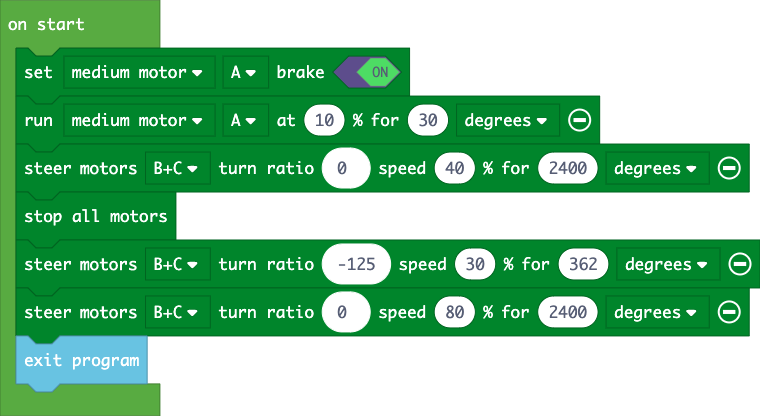 on start
set medium motor A brake ON
run medium motor A at 10 % for 30 degrees
steer motors B+C turn ratio 0 speed 40 % for 2400 degrees
stop all motors
steer motors B+C turn ratio -125 speed 30 % for 362 degrees
steer motors B+C turn ratio 0 speed 80 % for 2400 degrees
exit program